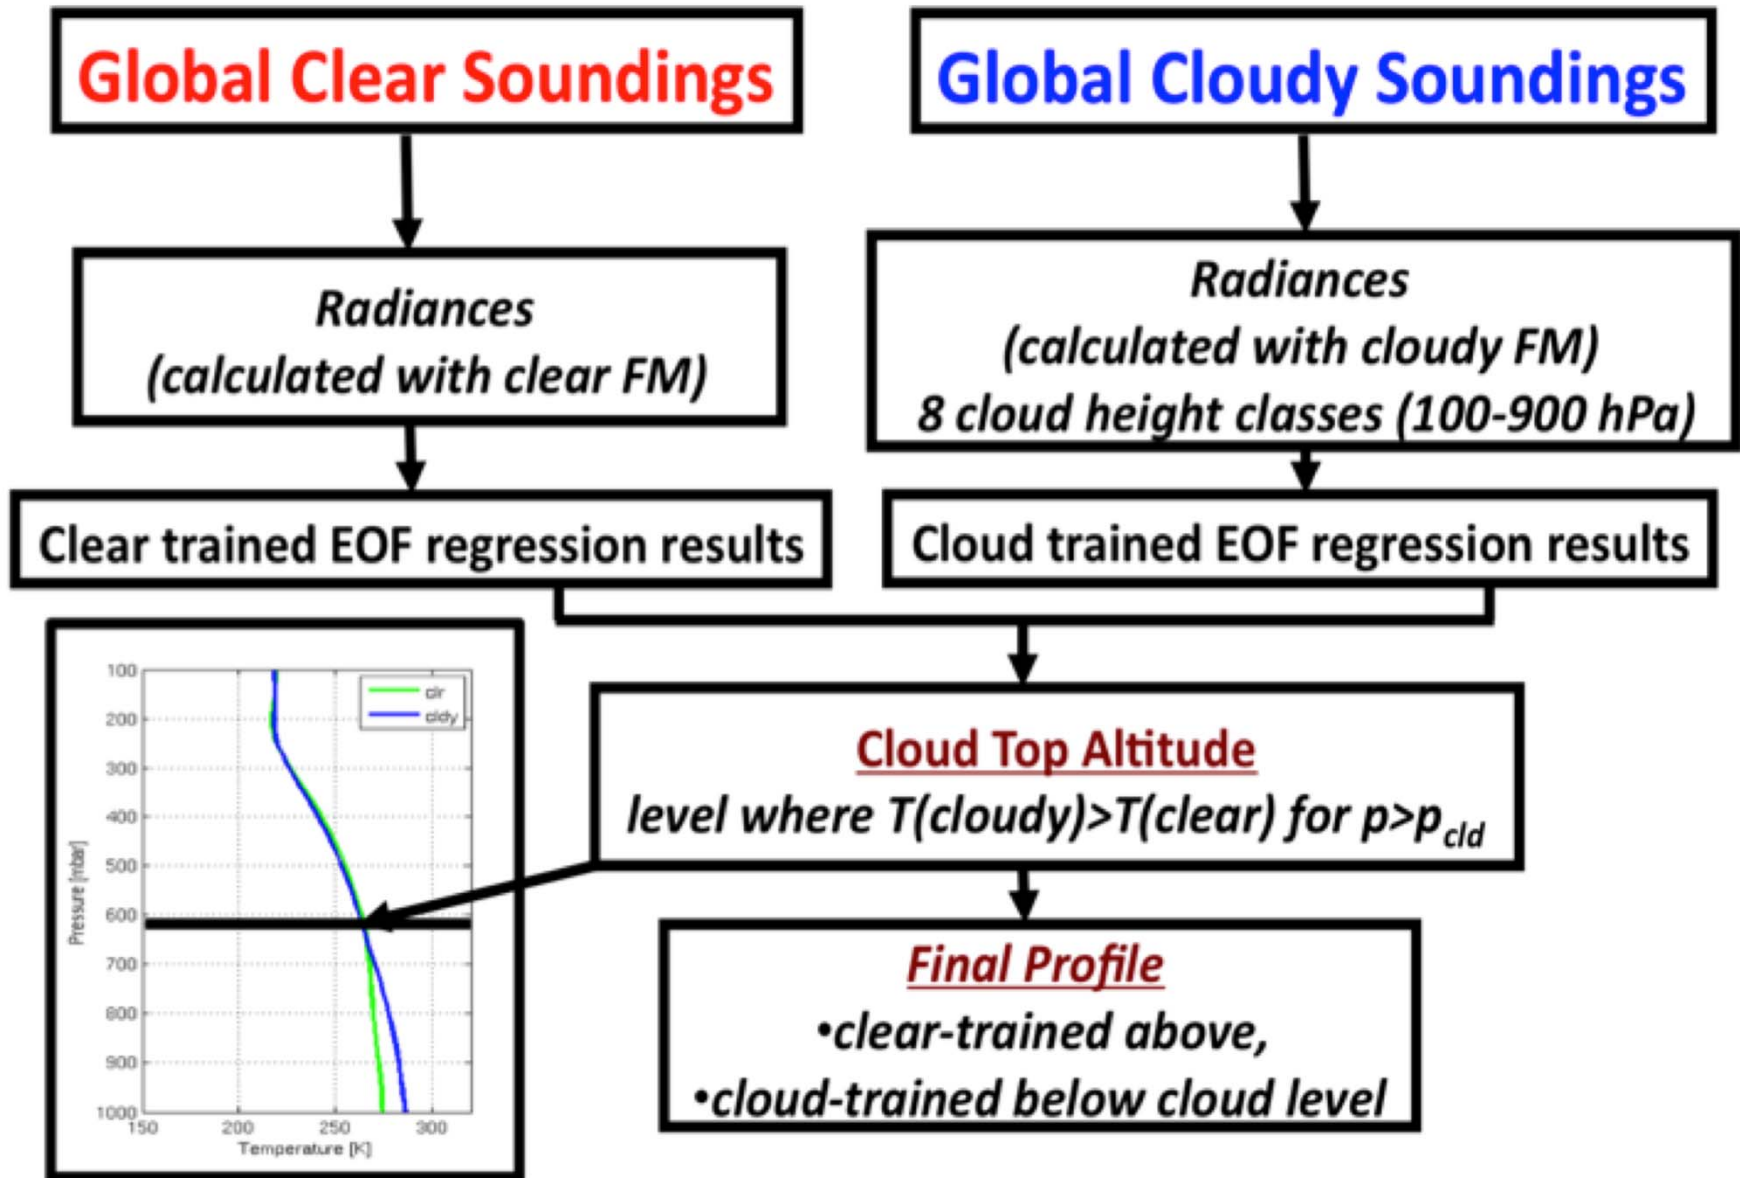 Global Clear Soundings
Global Cloudy Soundings
Radiances
(calculated with clear FM)
Radiances
(calculated with cloudy FM)
8 cloud height classes (100-900 hPa)
Clear trained EOF regression results
Cloud trained EOF regression results
Cloud Top Altitude
level where T(cloudy)>T(clear) for p>pcld
Final Profile
•clear-trained above,
•cloud-trained below cloud level
clr
cldy
100
200
300
400
500
600
700
800
900
1000
Pressure [mbar]
150 200 250 300
Temperature [K]